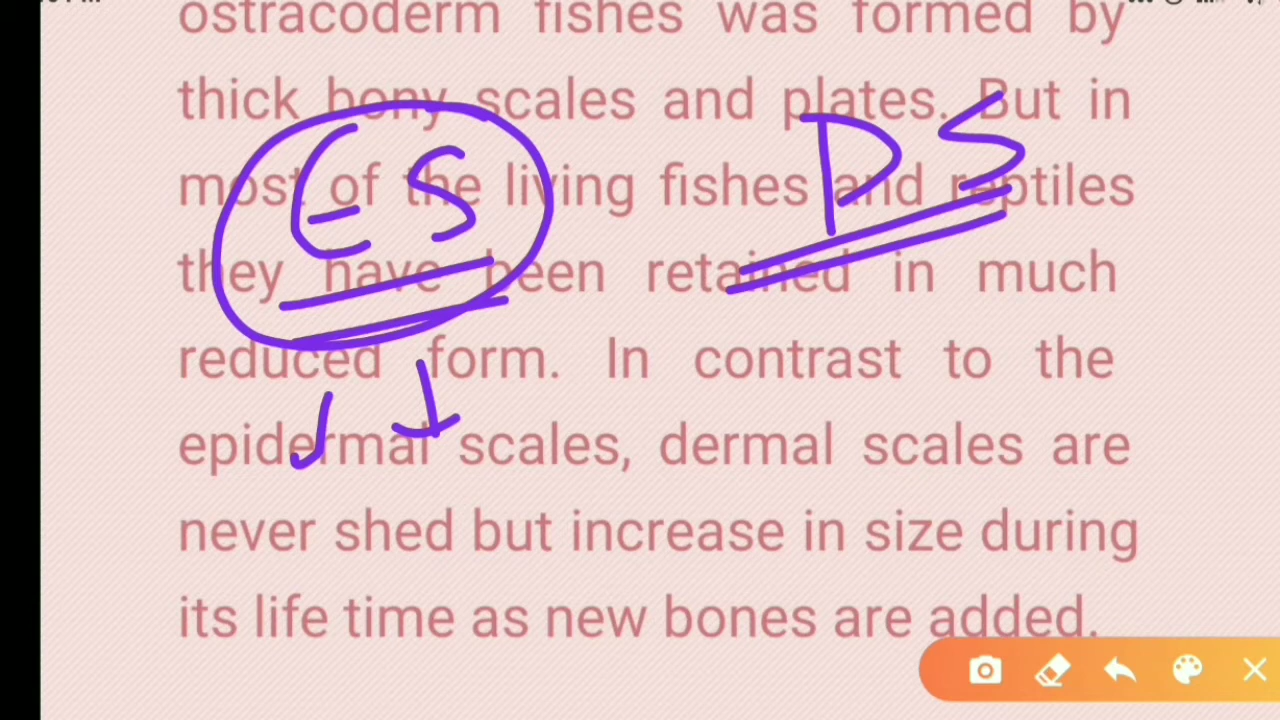 ostracoderm fishes was formed by
thick bony scales and plates. But in
most of the living fishes and reptiles
they have been retained in much
reduced form. In contrast to the
epidermal scales, dermal scales are
never shed but increase in size during
its life time as new bones are added.
ES
DS